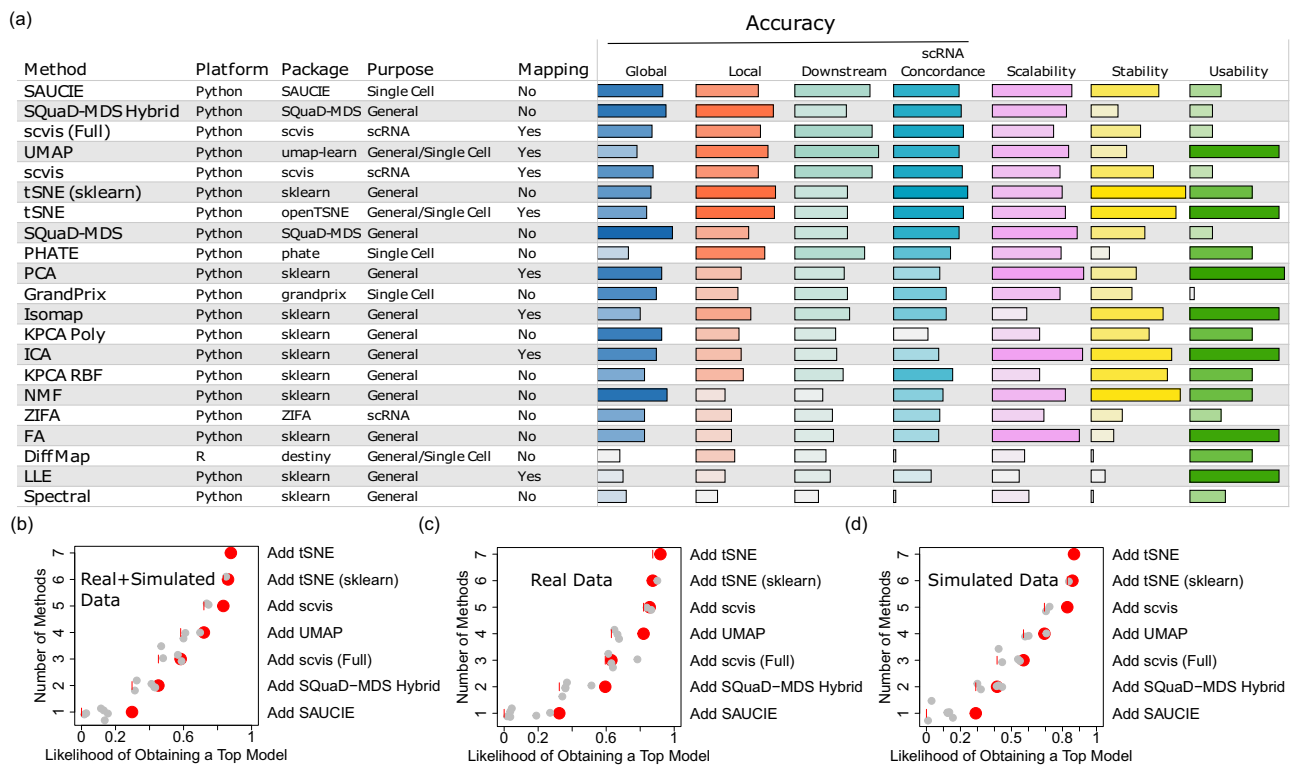 (a)
Accuracy
Method Platform Package Purpose Mapping Global Local Downstream scRNA Concordance Scalability Stability Usability
SAUCIE Python SAUCIE Single Cell No
SQuaD-MDS Hybrid Python SQuaD-MDS General No
scvis (Full) Python scvis scRNA Yes
UMAP Python umap-learn General/Single Cell Yes
scvis Python scvis scRNA Yes
tSNE (sklearn) Python sklearn General No
tSNE Python openTSNE General/Single Cell Yes
SQuaD-MDS Python SQuaD-MDS General No
PHATE Python phate Single Cell No
PCA Python sklearn General Yes
GrandPrix Python grandprix Single Cell No
Isomap Python sklearn General Yes
KPCA Poly Python sklearn General No
ICA Python sklearn General Yes
KPCA RBF Python sklearn General No
NMF Python sklearn General No
ZIFA Python ZIFA scRNA No
FA Python sklearn General No
DiffMap R destiny General/Single Cell No
LLE Python sklearn General Yes
Spectral Python sklearn General No
(b)
Number of Methods
7 Add tSNE
6 Add tSNE (sklearn)
Real+Simulated
Data
5 Add scvis
4 Add UMAP
3 Add scvis (Full)
2 Add SQuaD−MDS Hybrid
1 Add SAUCIE
0 0.2 0.6 1
Likelihood of Obtaining a Top Model
(c)
Number of Methods
7 Add tSNE
6 Real Data Add tSNE (sklearn)
5 Add scvis
4 Add UMAP
3 Add scvis (Full)
2 Add SQuaD−MDS Hybrid
1 Add SAUCIE
0 0.2 0.6 1
Likelihood of Obtaining a Top Model
(d)
Number of Methods
7 Add tSNE
6 Simulated Data Add tSNE (sklearn)
5 Add scvis
4 Add UMAP
3 Add scvis (Full)
2 Add SQuaD−MDS Hybrid
1 Add SAUCIE
0 0.2 0.5 0.8 1
Likelihood of Obtaining a Top Model